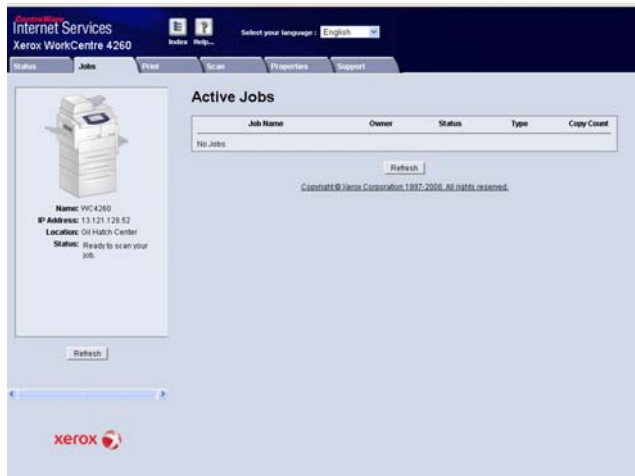 CentreWare
Internet Services
Xerox WorkCentre 4260
Index Help...
Select your language : English
Status Jobs Print Scan Properties Support
Active Jobs
Job Name Owner Status Type Copy Count
No Jobs
Refresh
Copyright © Xerox Corporation 1997-2008. All rights reserved.
Name: WC4260
IP Address: 13.121.128.52
Location: Gil Hatch Center
Status: Ready to scan your
job.
Refresh
xerox